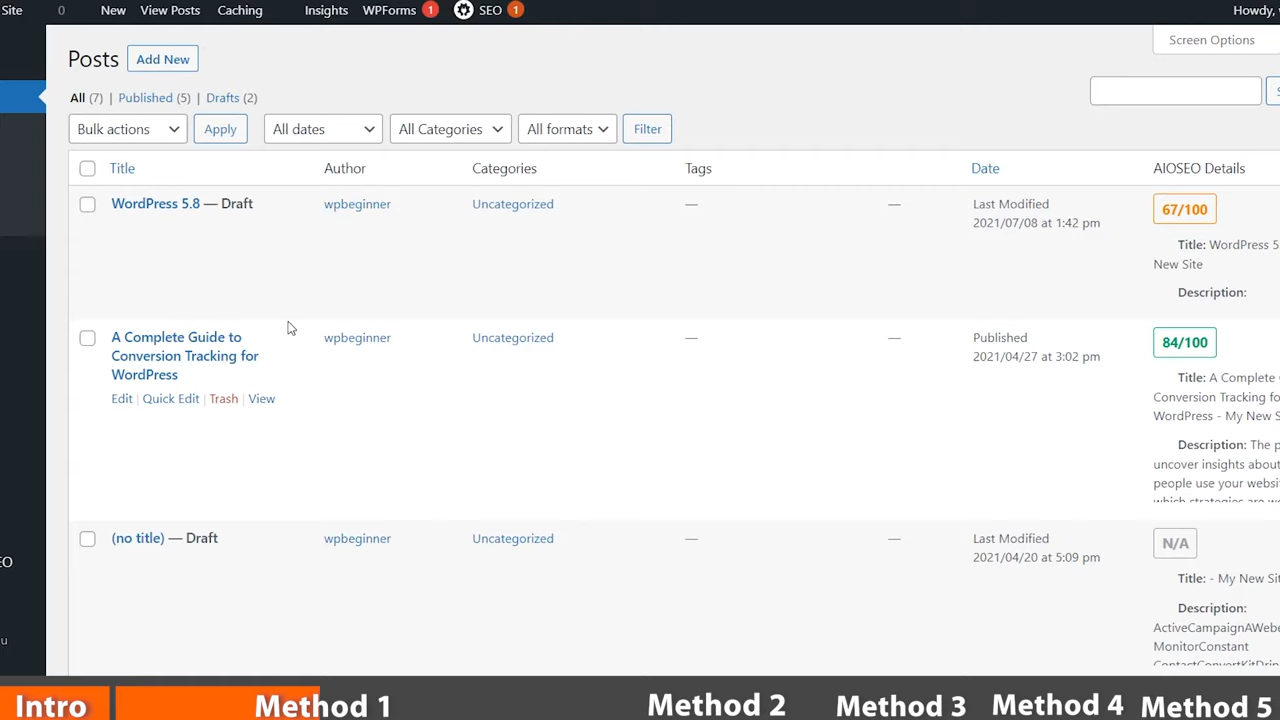 Site 0 New View Posts Caching Insights WPForms 1 SEO 1 Howdy,
Screen Options
Posts Add New
All (7) | Published (5) | Drafts (2)
Bulk actions Apply All dates All Categories All formats Filter
Title Author Categories Tags Date AIOSEO Details
WordPress 5.8 — Draft wpbeginner Uncategorized — — Last Modified
2021/07/08 at 1:42 pm
67/100
Title: WordPress 5
New Site
Description:
A Complete Guide to
Conversion Tracking for
WordPress
Edit | Quick Edit | Trash | View
wpbeginner Uncategorized — — Published
2021/04/27 at 3:02 pm
84/100
Title: A Complete
Conversion Tracking fo
WordPress - My New S
Description: The p
uncover insights about
people use your websi
which strategies are w
(no title) — Draft wpbeginner Uncategorized — — Last Modified
2021/04/20 at 5:09 pm
N/A
Title: - My New Si
Description:
ActiveCampaignAWebe
MonitorConstant
ContactConvertKitDrin
EO
u
Intro Method 1 Method 2 Method 3 Method 4 Method 5